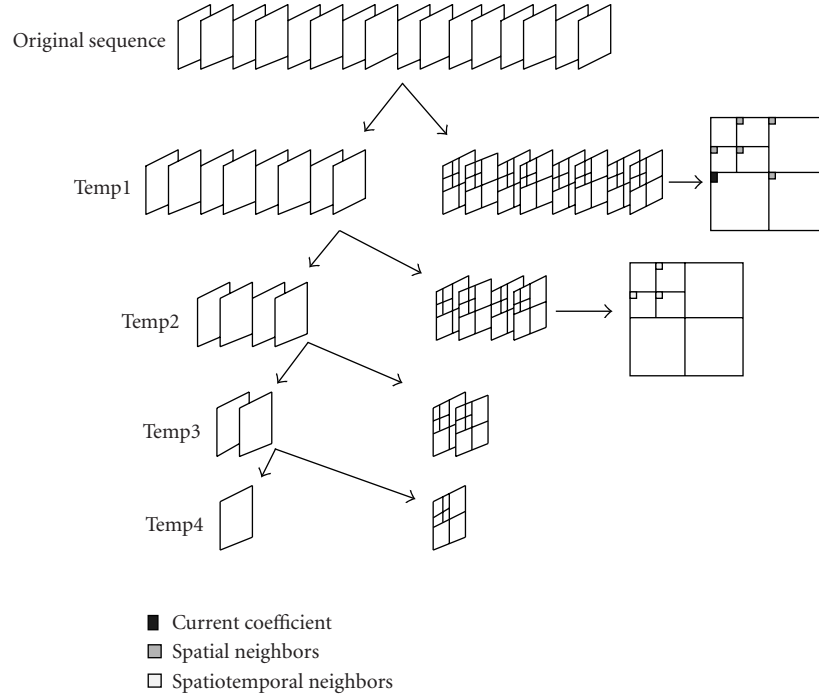 Original sequence
Temp1
Temp2
Temp3
Temp4
Current coefficient
Spatial neighbors
Spatiotemporal neighbors